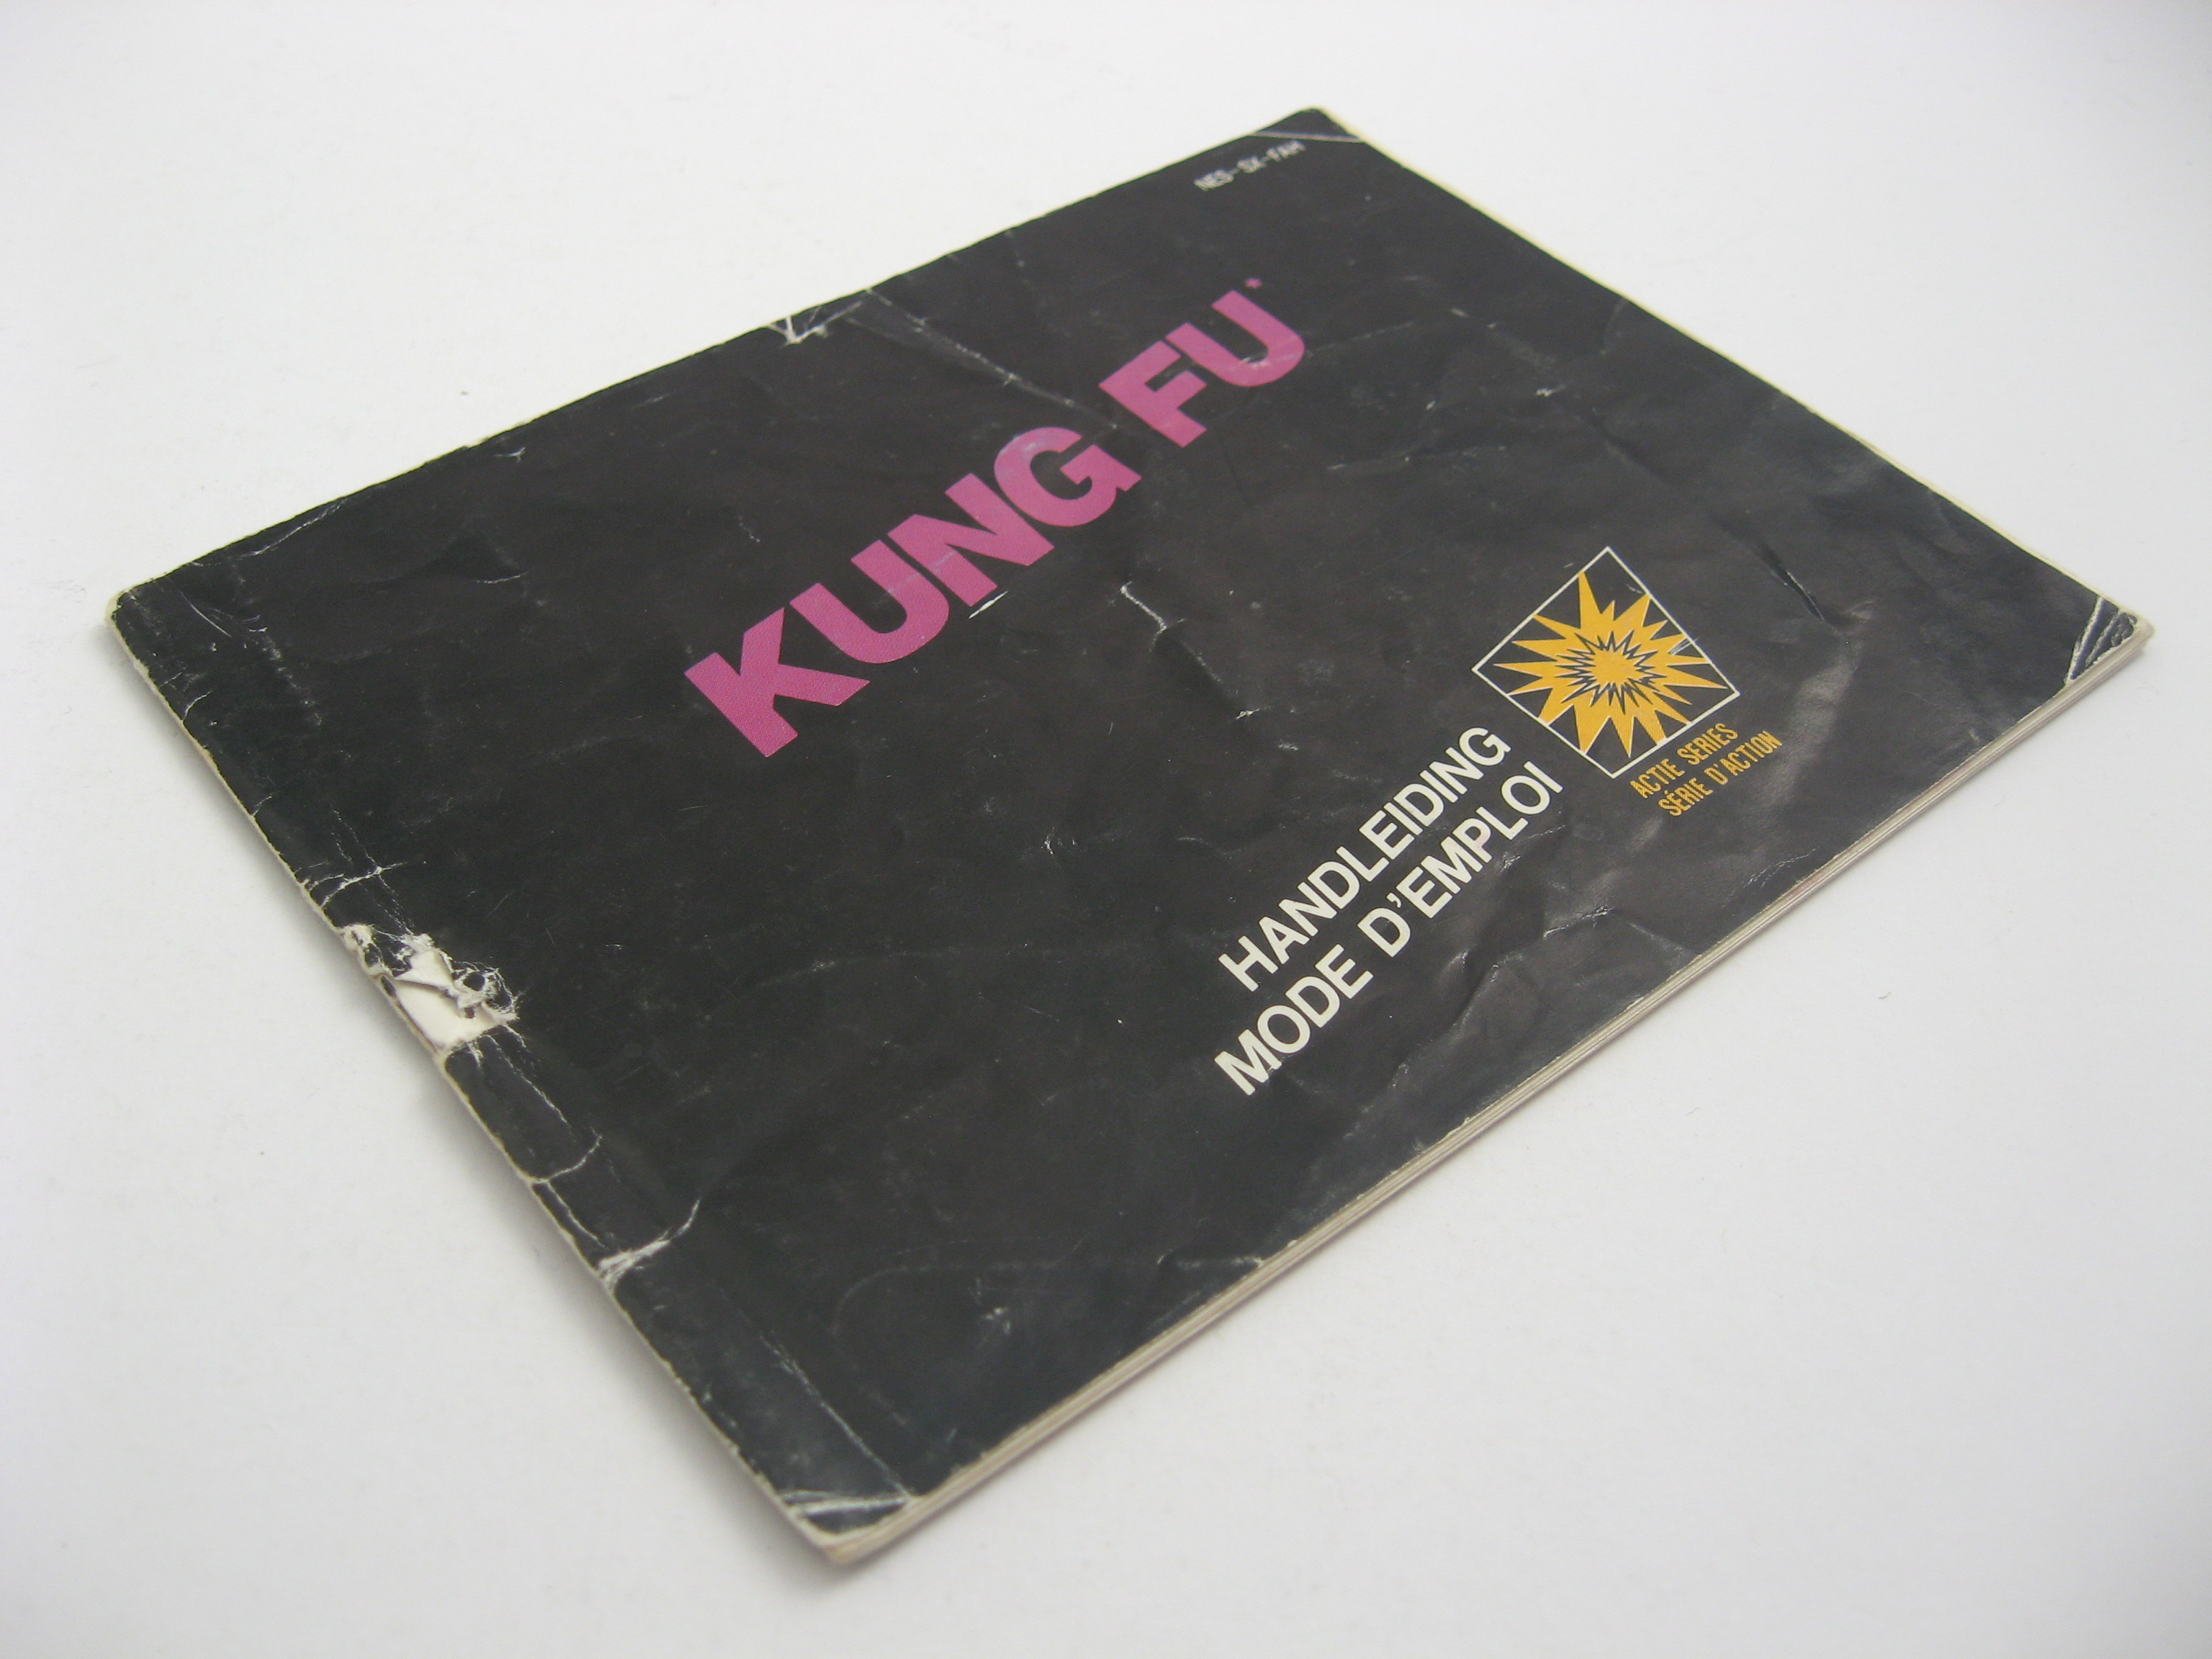 NES-SX-FAH
KUNG FU*
HANDLEIDING
MODE D'EMPLOI
ACTIE SERIES
SÉRIE D'ACTION